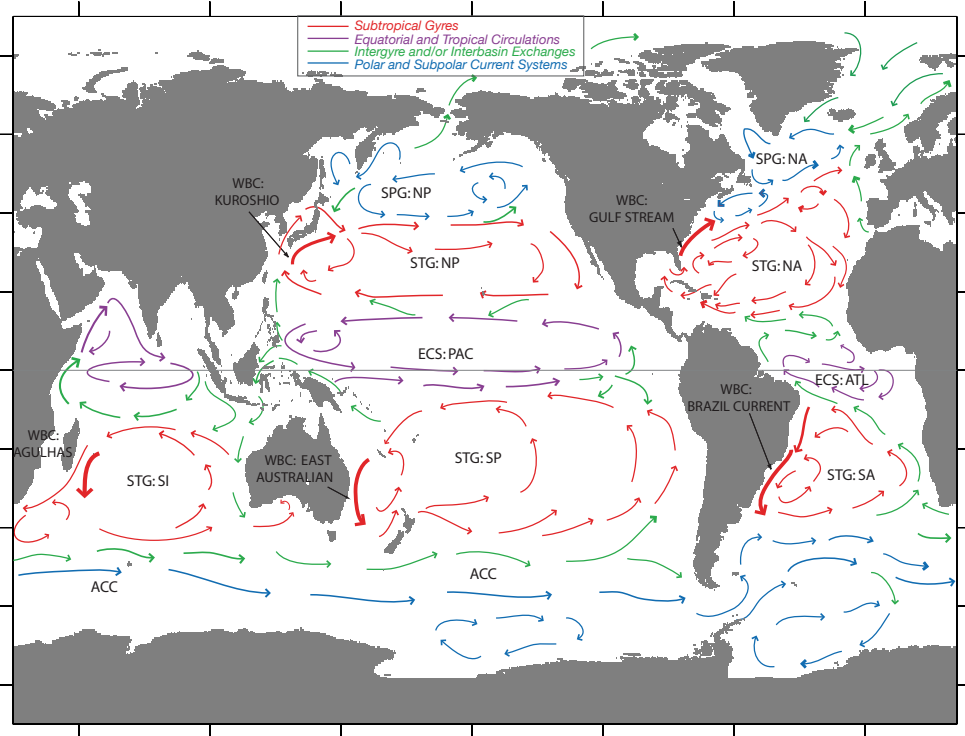 Subtropical Gyres
Equatorial and Tropical Circulations
Intergyre and/or Interbasin Exchanges
Polar and Subpolar Current Systems
SPG: NA
WBC:
KUROSHIO
SPG: NP
WBC:
GULF STREAM
STG: NP
STG: NA
ECS: PAC
ECS: ATL
WBC:
BRAZIL CURRENT
WBC:
AGULHAS
WBC: EAST
AUSTRALIAN
STG: SP
STG: SI
STG: SA
ACC
ACC